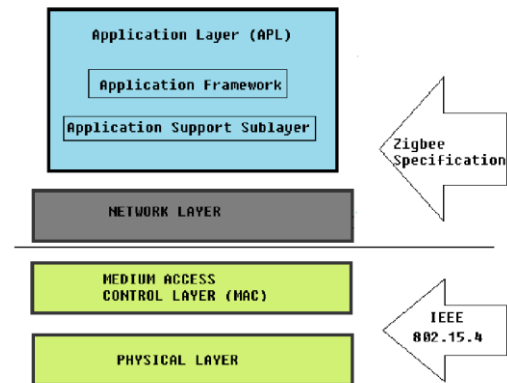 Application Layer (APL)
Application Framework
Application Support Sublayer
Zigbee
Specification
NETWORK LAYER
MEDIUM ACCESS
CONTROL LAYER (MAC)
IEEE
802.15.4
PHYSICAL LAYER